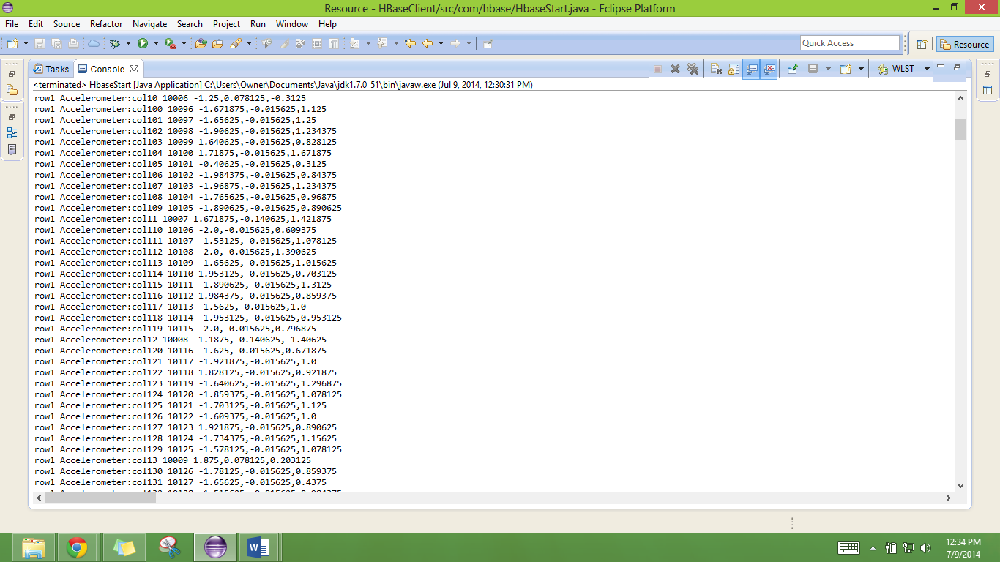 Resource - HBaseClient/src/com/hbase/HbaseStart.java - Eclipse Platform
File Edit Source Refactor Navigate Search Project Run Window Help
Quick Access
Resource
Tasks Console
WLST
<terminated> HbaseStart [Java Application] C:\Users\Owner\Documents\Java\jdk1.7.0_51\bin\javaw.exe (Jul 9, 2014, 12:30:31 PM)
row1 Accelerometer:col10 10006 -1.25,0.078125,-0.3125
row1 Accelerometer:col100 10096 -1.671875,-0.015625,1.125
row1 Accelerometer:col101 10097 -1.65625,-0.015625,1.25
row1 Accelerometer:col102 10098 -1.90625,-0.015625,1.234375
row1 Accelerometer:col103 10099 1.640625,-0.015625,0.828125
row1 Accelerometer:col104 10100 1.71875,-0.015625,1.671875
row1 Accelerometer:col105 10101 -0.40625,-0.015625,0.3125
row1 Accelerometer:col106 10102 -1.984375,-0.015625,0.84375
row1 Accelerometer:col107 10103 -1.96875,-0.015625,1.234375
row1 Accelerometer:col108 10104 -1.765625,-0.015625,0.96875
row1 Accelerometer:col109 10105 -1.890625,-0.015625,0.890625
row1 Accelerometer:col11 10007 1.671875,-0.140625,1.421875
row1 Accelerometer:col110 10106 -2.0,-0.015625,0.609375
row1 Accelerometer:col111 10107 -1.53125,-0.015625,1.078125
row1 Accelerometer:col112 10108 -2.0,-0.015625,1.390625
row1 Accelerometer:col113 10109 -1.65625,-0.015625,1.015625
row1 Accelerometer:col114 10110 1.953125,-0.015625,0.703125
row1 Accelerometer:col115 10111 -1.890625,-0.015625,1.3125
row1 Accelerometer:col116 10112 1.984375,-0.015625,0.859375
row1 Accelerometer:col117 10113 -1.5625,-0.015625,1.0
row1 Accelerometer:col118 10114 -1.953125,-0.015625,0.953125
row1 Accelerometer:col119 10115 -2.0,-0.015625,0.796875
row1 Accelerometer:col12 10008 -1.1875,-0.140625,-1.40625
row1 Accelerometer:col120 10116 -1.625,-0.015625,0.671875
row1 Accelerometer:col121 10117 -1.921875,-0.015625,1.0
row1 Accelerometer:col122 10118 1.828125,-0.015625,0.921875
row1 Accelerometer:col123 10119 -1.640625,-0.015625,1.296875
row1 Accelerometer:col124 10120 -1.859375,-0.015625,1.078125
row1 Accelerometer:col125 10121 -1.703125,-0.015625,1.125
row1 Accelerometer:col126 10122 -1.609375,-0.015625,1.0
row1 Accelerometer:col127 10123 1.921875,-0.015625,0.890625
row1 Accelerometer:col128 10124 -1.734375,-0.015625,1.15625
row1 Accelerometer:col129 10125 -1.578125,-0.015625,1.078125
row1 Accelerometer:col13 10009 1.875,0.078125,0.203125
row1 Accelerometer:col130 10126 -1.78125,-0.015625,0.859375
row1 Accelerometer:col131 10127 -1.65625,-0.015625,0.4375
12:34 PM
7/9/2014